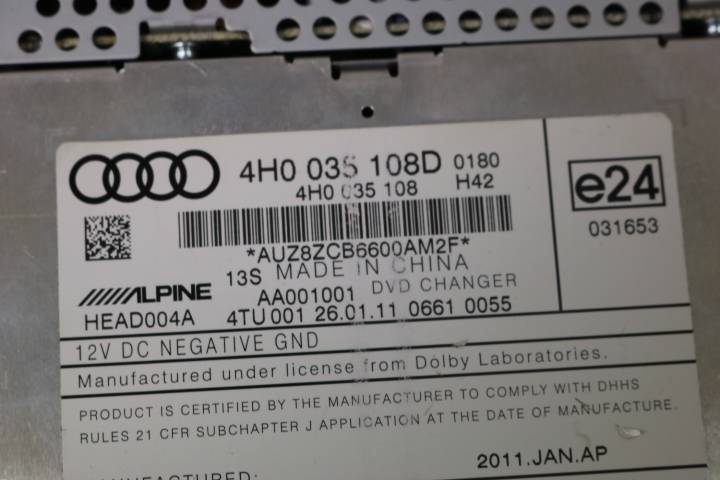 4H0 035 108D 0180
4H0 035 108 H42
e24
031653
*AUZ8ZCB6600AM2F*
13S MADE IN CHINA
ALPINE AA001001 DVD CHANGER
HEAD004A 4TU 001 26.01.11 0661 0055
12V DC NEGATIVE GND
Manufactured under license from Dolby Laboratories.
PRODUCT IS CERTIFIED BY THE MANUFACTURER TO COMPLY WITH DHHS
RULES 21 CFR SUBCHAPTER J APPLICATION AT THE DATE OF MANUFACTURE.
MANUFACTURED: 2011.JAN.AP